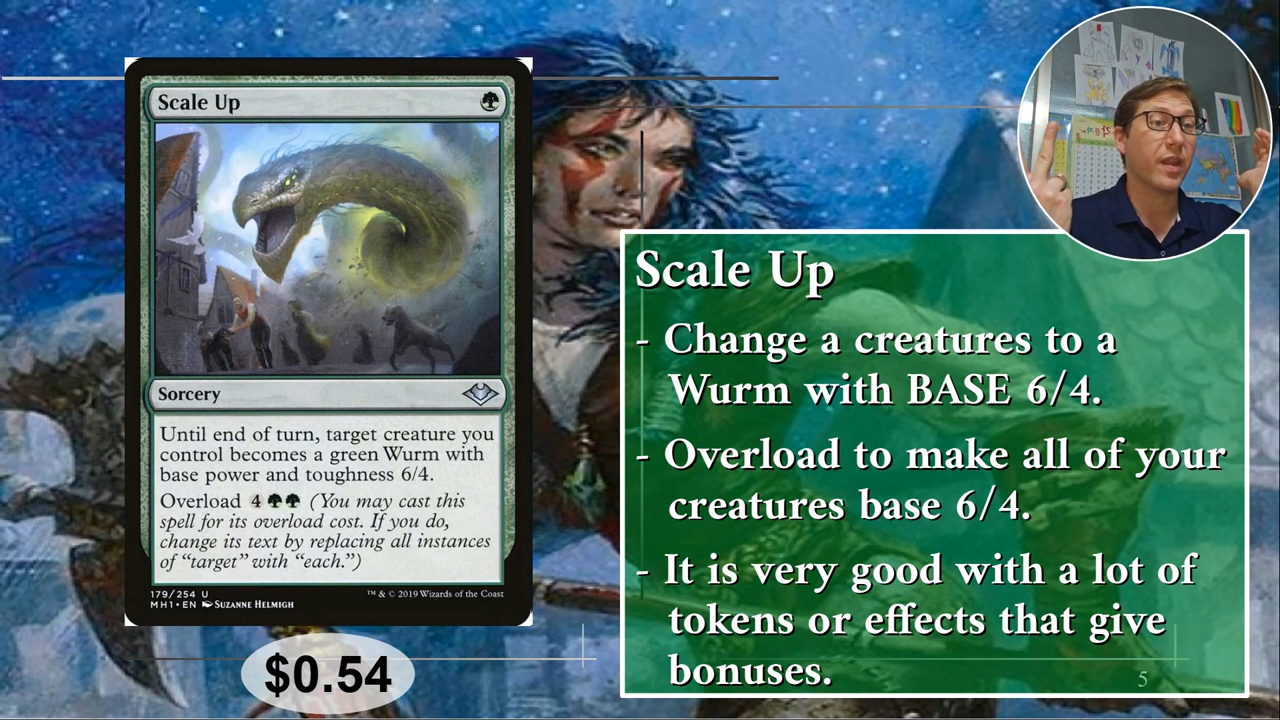 Scale Up
Until end of turn, target creature you
control becomes a green Wurm with
base power and toughness 6/4.
Overload 4 (You may cast this
spell for its overload cost. If you do,
change its text by replacing all instances
of “target” with “each.”)
Sorcery
179/254 U
MH1 • EN SUZANNE HELMIGH
™ & © 2019 Wizards of the Coast
$0.54
Scale Up
- Change a creatures to a
Wurm with BASE 6/4.
- Overload to make all of your
creatures base 6/4.
- It is very good with a lot of
tokens or effects that give
bonuses.
5